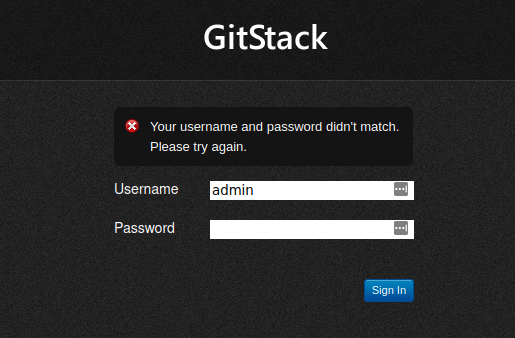 GitStack
Your username and password didn't match.
Please try again.
Username
admin
Password
Sign In